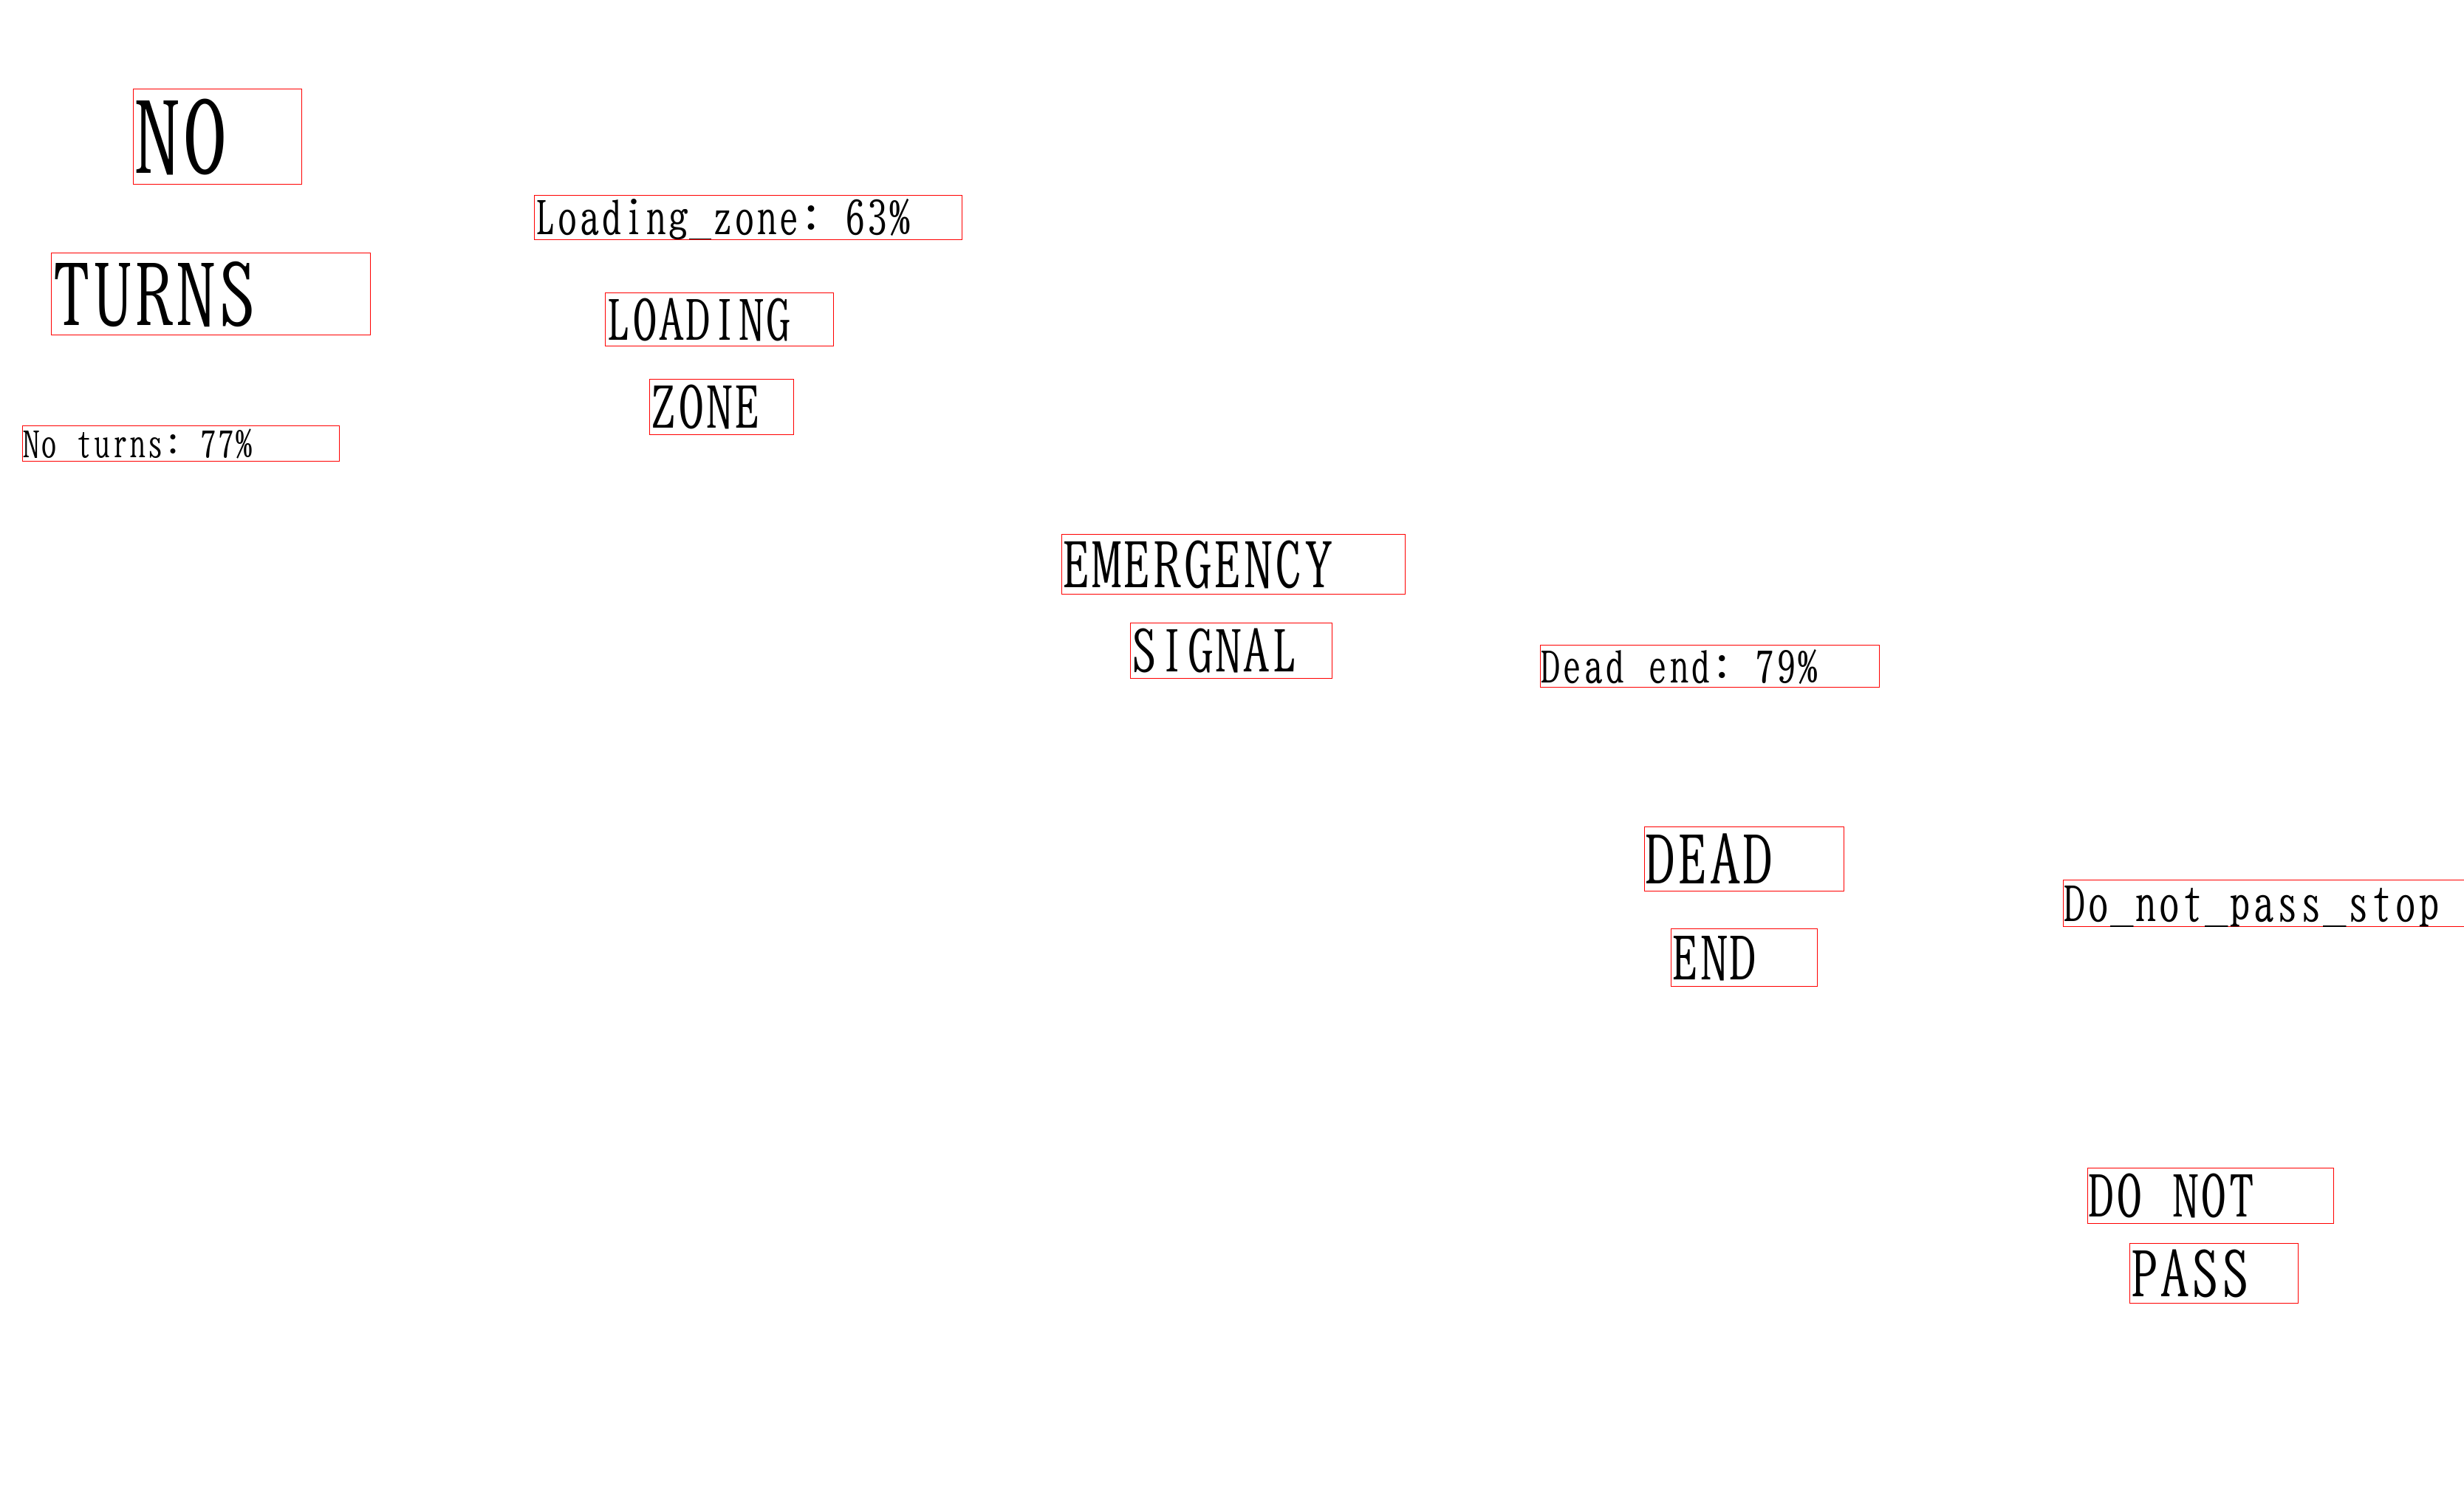 NO
TURNS
No turns: 77%
Loading_zone: 63%
LOADING
ZONE
EMERGENCY
SIGNAL
Dead end: 79%
DEAD
END
Do_not_pass_stop
DO NOT
PASS